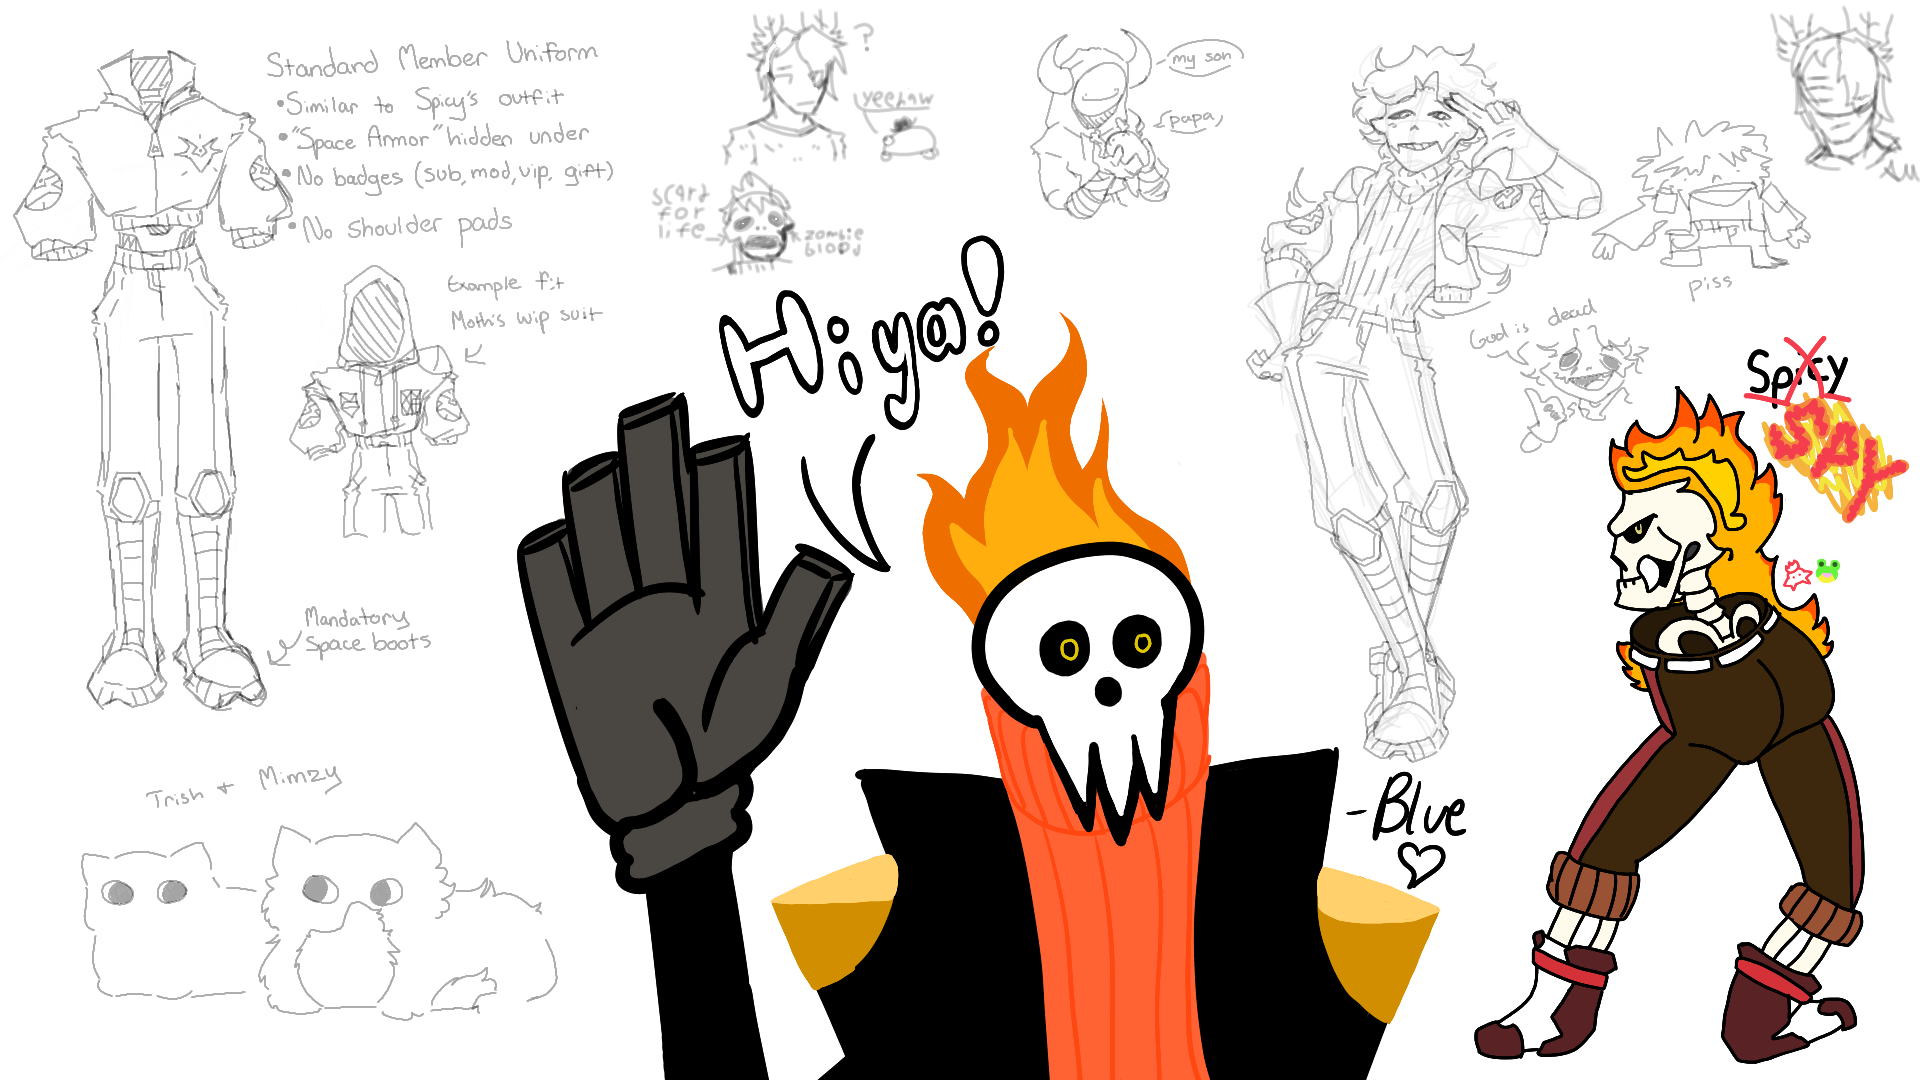 Standard Member Uniform
•Similar to Spicy's outfit
•"Space Armor" hidden under
•No badges (sub, mod, vip, gift)
•No shoulder pads
Example fit
Moth's wip suit
Mandatory
Space boots
Trish + Mimzy
?
yeehaw
scart
for
life
zombie
blood
my son
papa
Hiya!
God is dead
piss
Spicy
-Blue